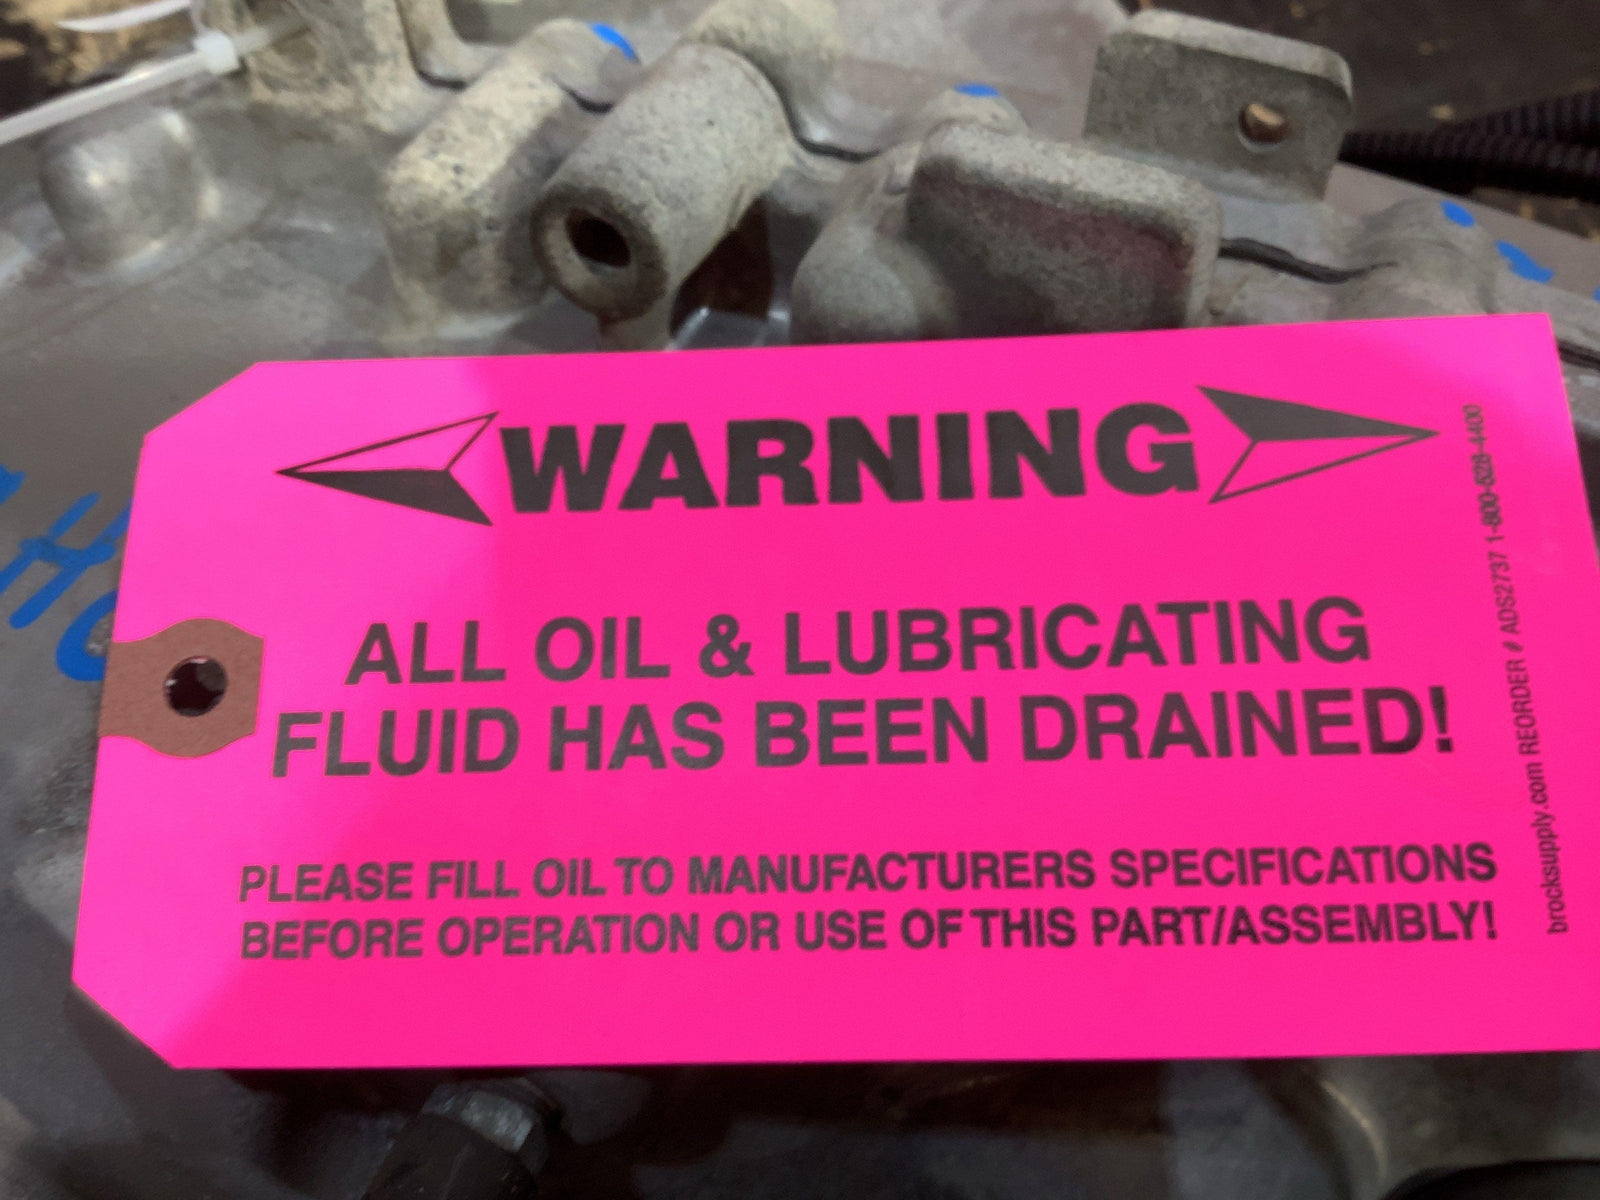 WARNING
ALL OIL & LUBRICATING
FLUID HAS BEEN DRAINED!
PLEASE FILL OIL TO MANUFACTURERS SPECIFICATIONS
BEFORE OPERATION OR USE OF THIS PART/ASSEMBLY!
brocksupply.com REORDER # ADS2737 1-800-528-4400